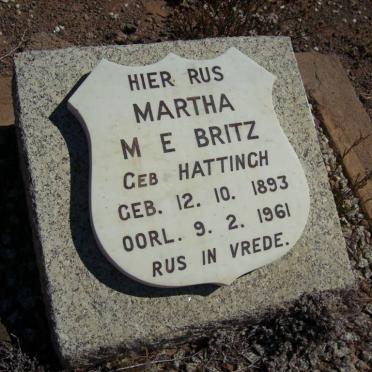 HIER RUS
MARTHA
M E BRITZ
GEB HATTINGH
GEB. 12. 10. 1893
OORL. 9. 2. 1961
RUS IN VREDE.